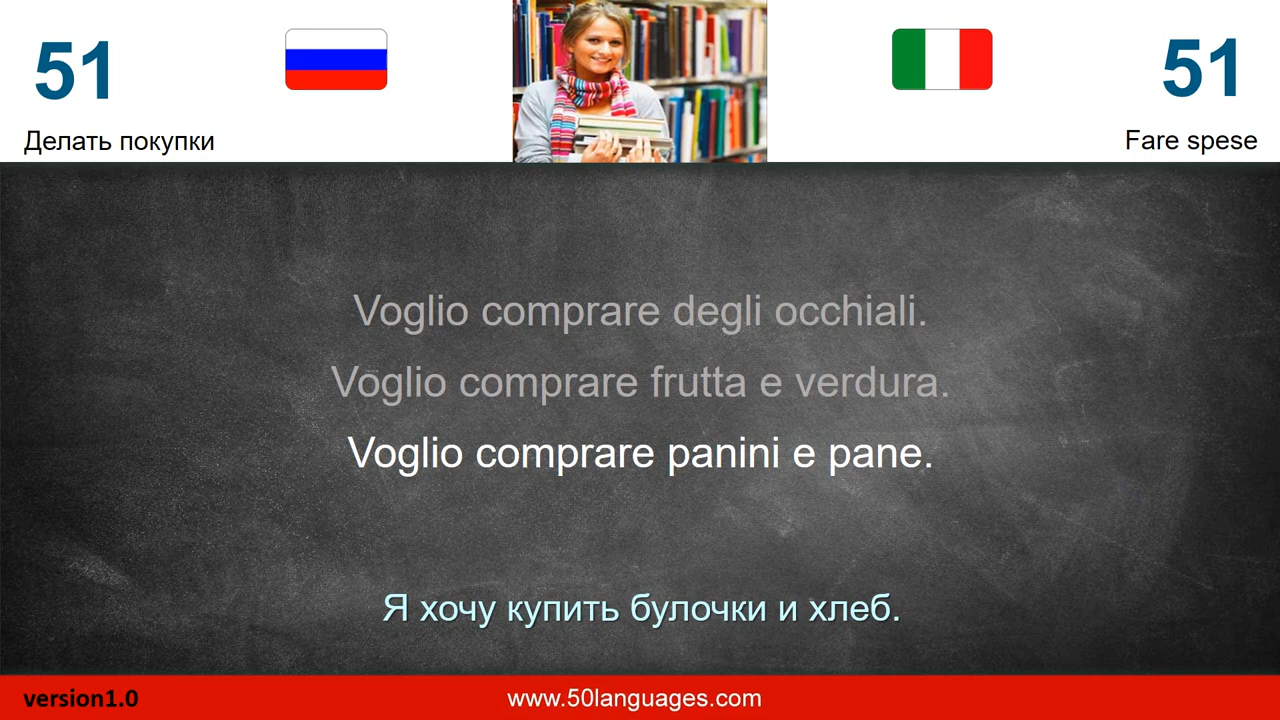 51
51
Делать покупки
Fare spese
Voglio comprare degli occhiali.
Voglio comprare frutta e verdura.
Voglio comprare panini e pane.
Я хочу купить булочки и хлеб.
version1.0
www.50languages.com